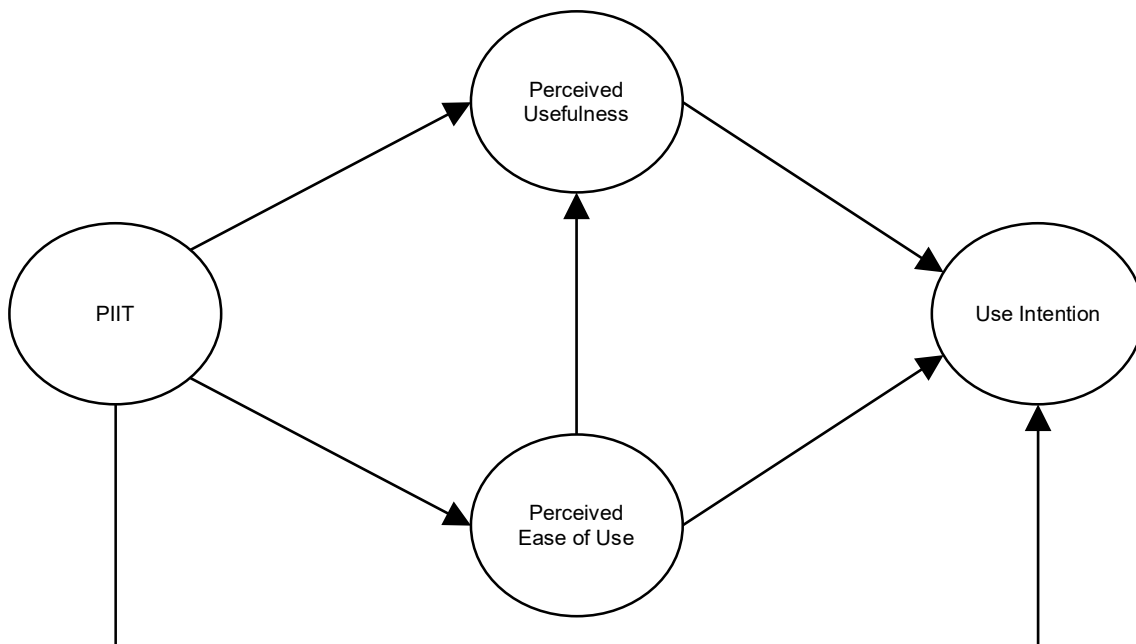 Perceived
Usefulness
PIIT
Use Intention
Perceived
Ease of Use